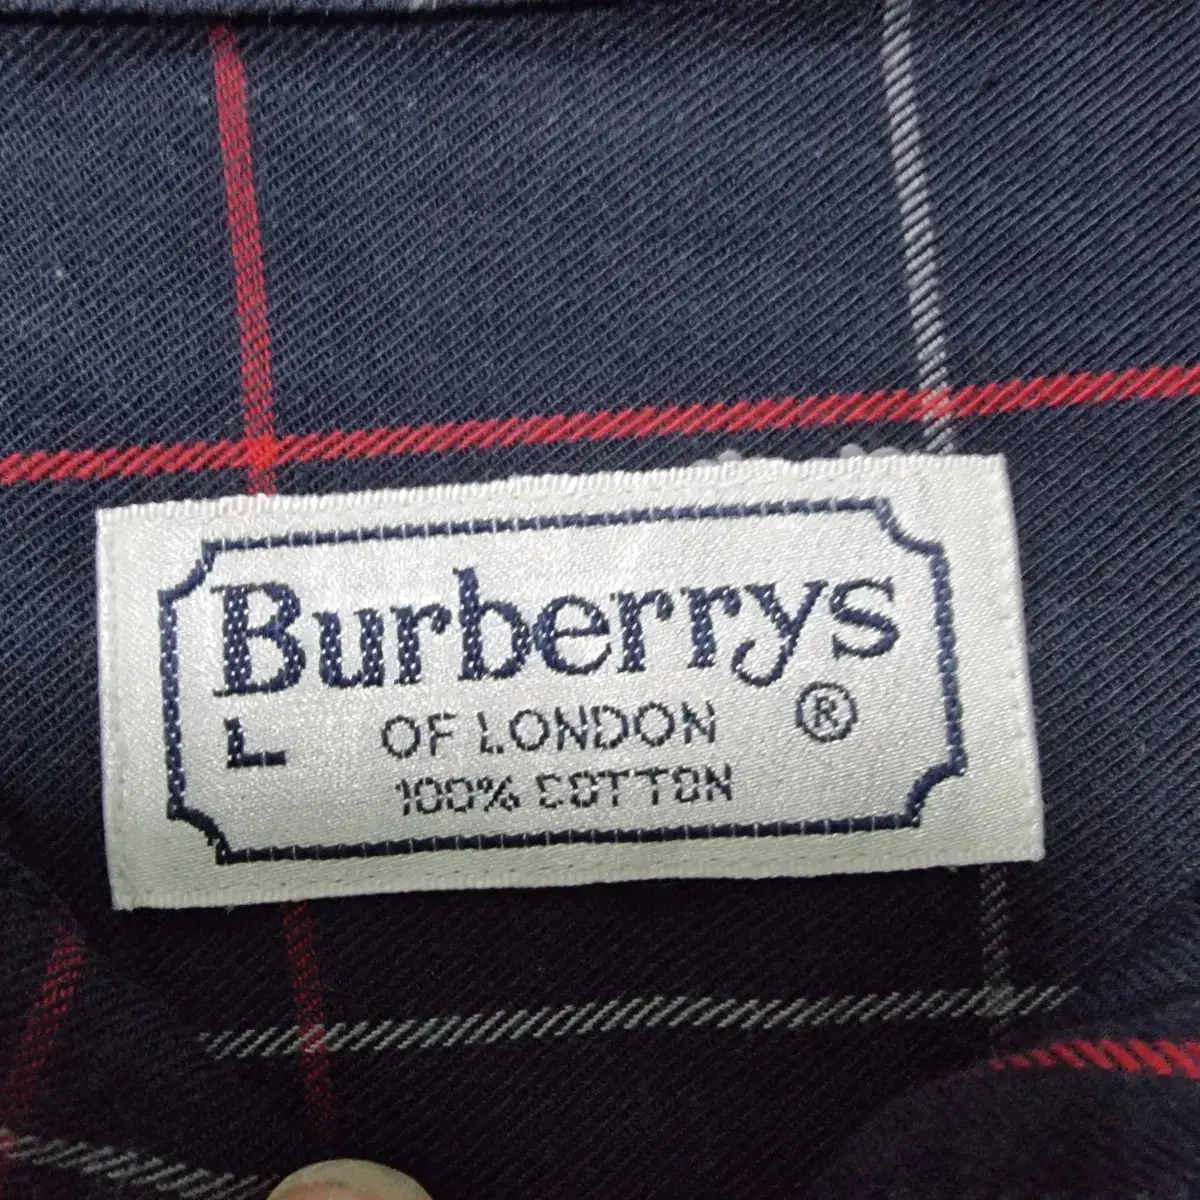 Burberrys
L OF LONDON ®
100% COTTON